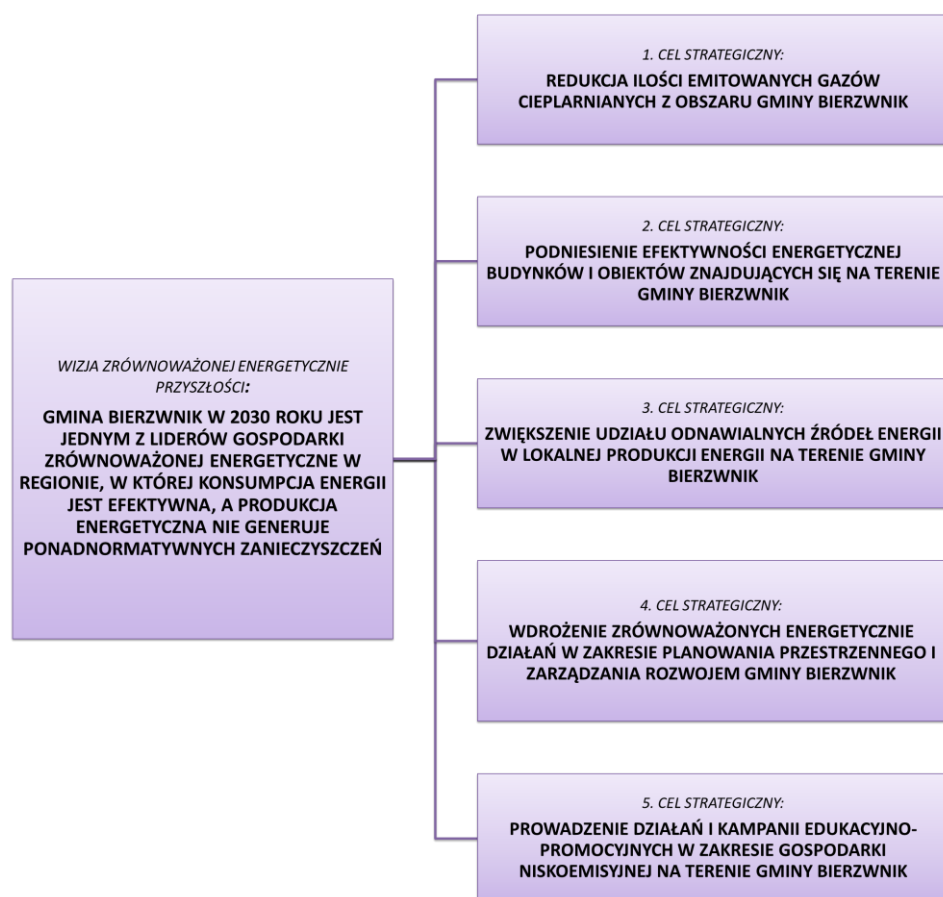 WIZJA ZRÓWNOWAŻONEJ ENERGETYCZNIE
PRZYSZŁOŚCI:
GMINA BIERZWNIK W 2030 ROKU JEST
JEDNYM Z LIDERÓW GOSPODARKI
ZRÓWNOWAŻONEJ ENERGETYCZNE W
REGIONIE, W KTÓREJ KONSUMPCJA ENERGII
JEST EFEKTYWNA, A PRODUKCJA
ENERGETYCZNA NIE GENERUJE
PONADNORMATYWNYCH ZANIECZYSZCZEŃ
1. CEL STRATEGICZNY:
REDUKCJA ILOŚCI EMITOWANYCH GAZÓW
CIEPLARNIANYCH Z OBSZARU GMINY BIERZWNIK
2. CEL STRATEGICZNY:
PODNIESIENIE EFEKTYWNOŚCI ENERGETYCZNEJ
BUDYNKÓW I OBIEKTÓW ZNAJDUJĄCYCH SIĘ NA TERENIE
GMINY BIERZWNIK
3. CEL STRATEGICZNY:
ZWIĘKSZENIE UDZIAŁU ODNAWIALNYCH ŹRÓDEŁ ENERGII
W LOKALNEJ PRODUKCJI ENERGII NA TERENIE GMINY
BIERZWNIK
4. CEL STRATEGICZNY:
WDROŻENIE ZRÓWNOWAŻONYCH ENERGETYCZNIE
DZIAŁAŃ W ZAKRESIE PLANOWANIA PRZESTRZENNEGO I
ZARZĄDZANIA ROZWOJEM GMINY BIERZWNIK
5. CEL STRATEGICZNY:
PROWADZENIE DZIAŁAŃ I KAMPANII EDUKACYJNO-
PROMOCYJNYCH W ZAKRESIE GOSPODARKI
NISKOEMISYJNEJ NA TERENIE GMINY BIERZWNIK